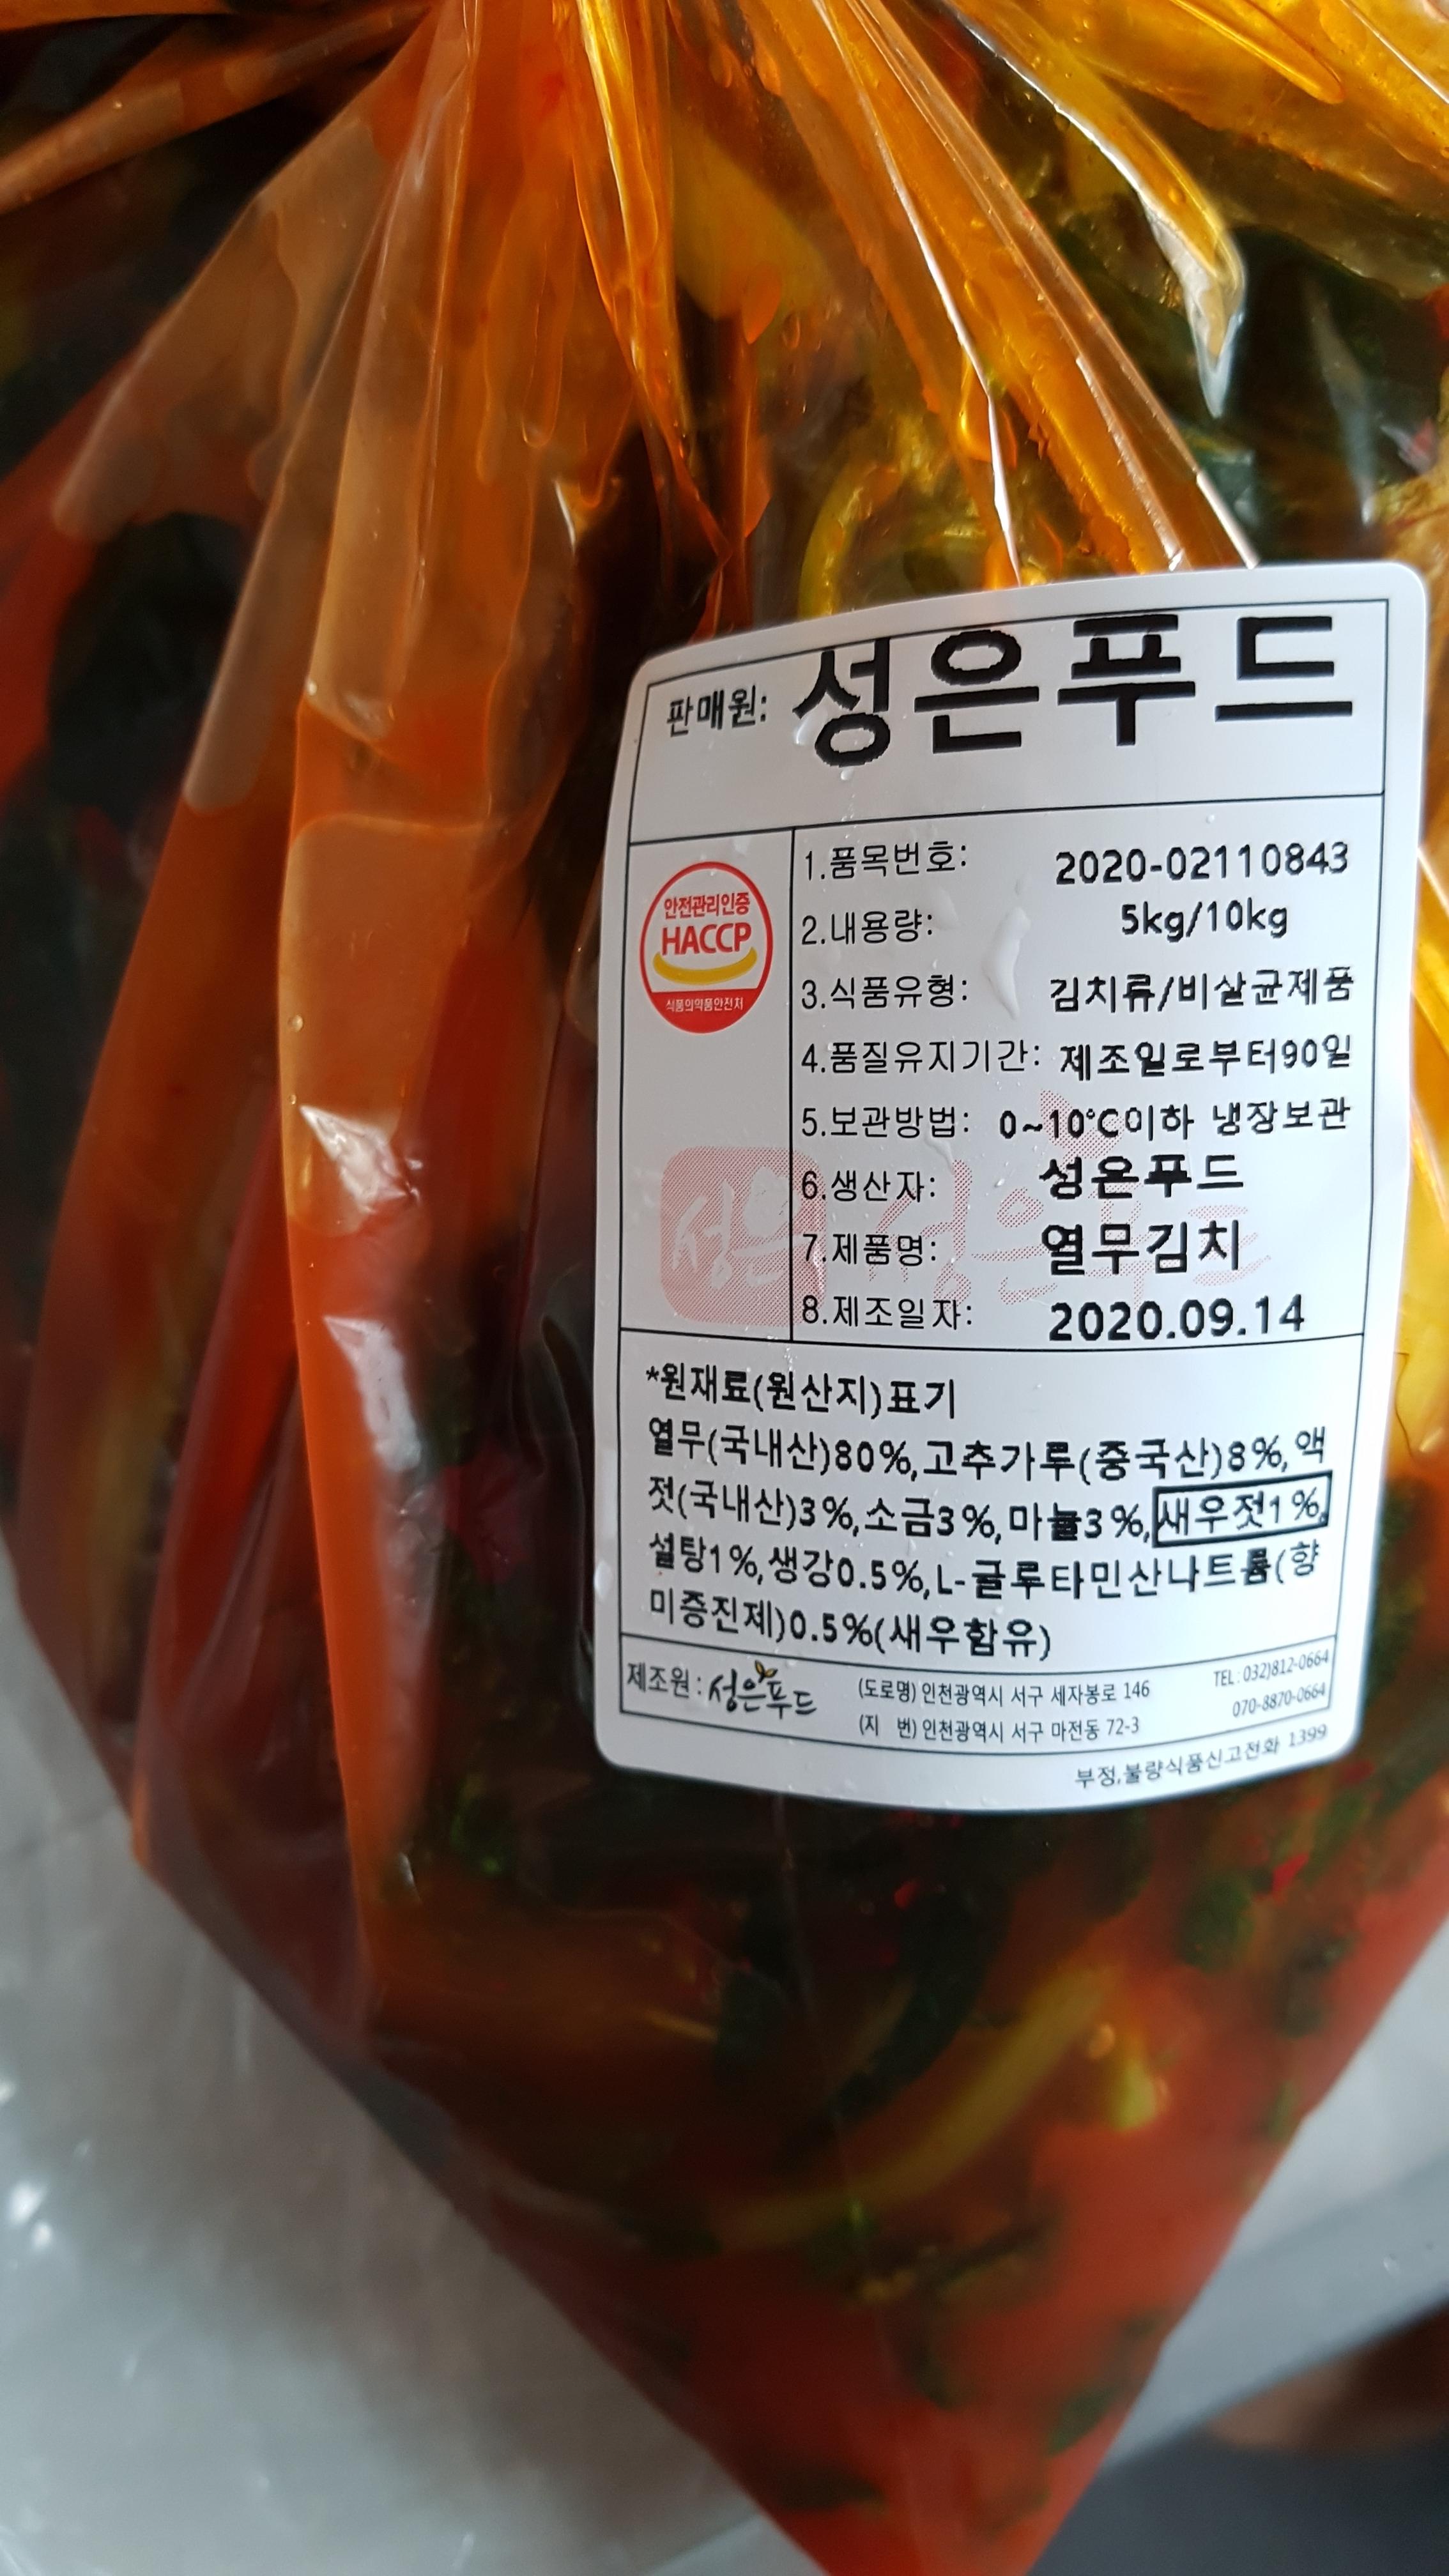 판매원: 성은푸드
안전관리인증
HACCP
식품의약품안전처
1.품목번호: 2020-02110843
2.내용량: 5kg/10kg
3.식품유형: 김치류/비살균제품
4.품질유지기간: 제조일로부터90일
5.보관방법: 0~10℃이하 냉장보관
6.생산자: 성은푸드
7.제품명: 열무김치
8.제조일자: 2020.09.14
성은 성은푸드
*원재료(원산지)표기
열무(국내산)80%,고추가루(중국산)8%,액
젓(국내산)3%,소금3%,마늘3%,새우젓1%,
설탕1%,생강0.5%,L-글루타민산나트륨(향
미증진제)0.5%(새우함유)
제조원: 성은푸드 (도로명) 인천광역시 서구 세자봉로 146 TEL: 032)812-0664
(지 번) 인천광역시 서구 마전동 72-3 070-8870-0664
부정,불량식품신고전화 1399